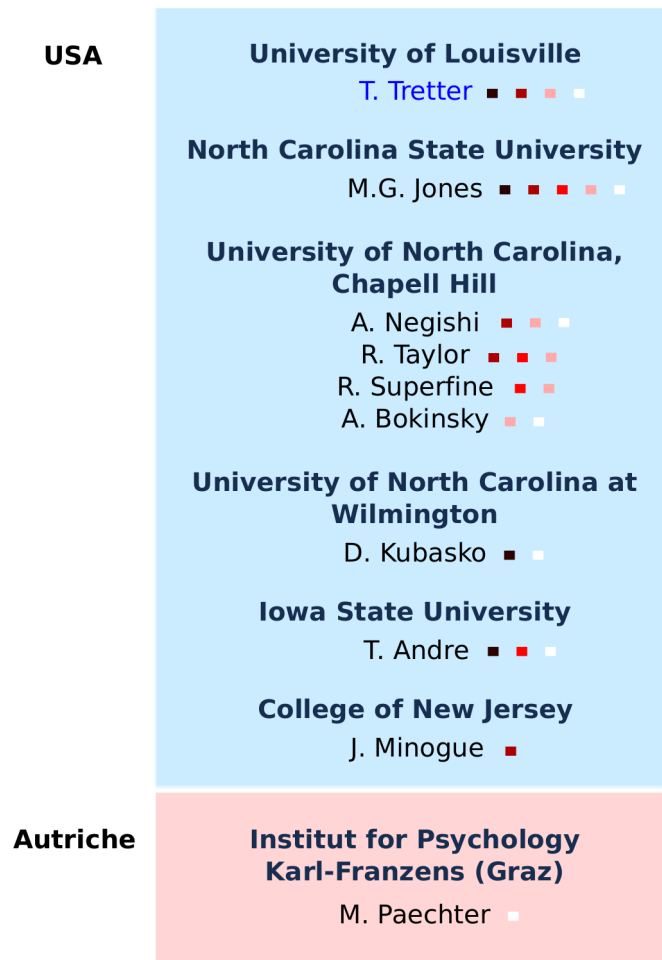 USA
University of Louisville
T. Tretter
North Carolina State University
M.G. Jones
University of North Carolina,
Chapell Hill
A. Negishi
R. Taylor
R. Superfine
A. Bokinsky
University of North Carolina at
Wilmington
D. Kubasko
Iowa State University
T. Andre
College of New Jersey
J. Minogue
Autriche
Institut for Psychology
Karl-Franzens (Graz)
M. Paechter